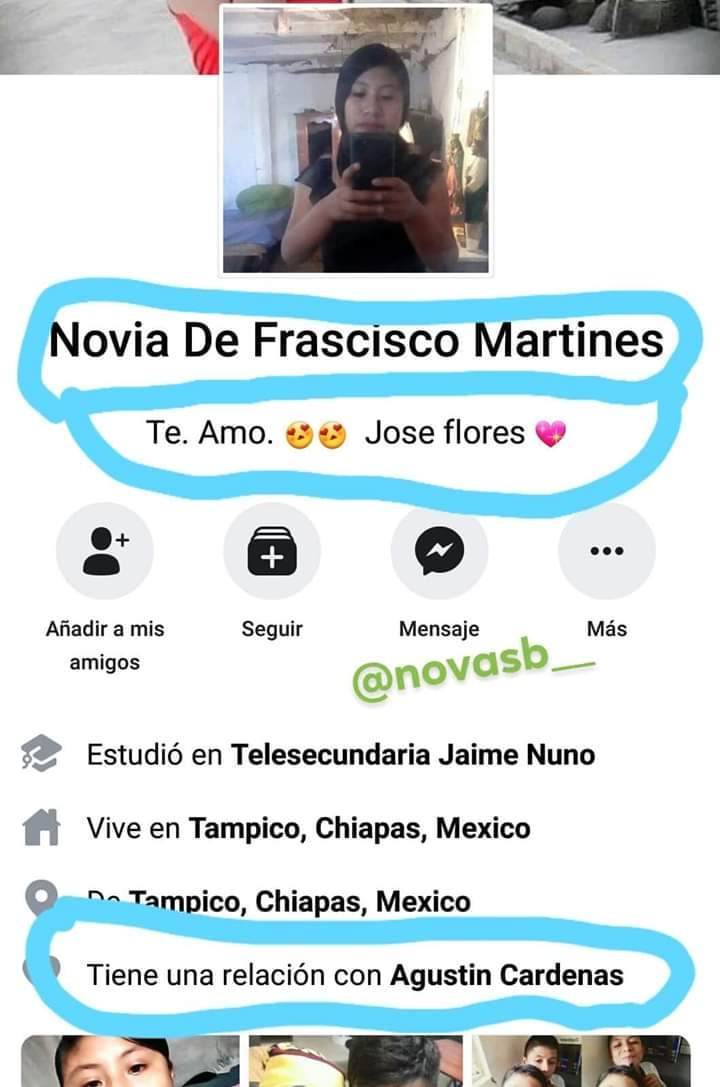 Novia De Frascisco Martines
Te. Amo. 😍😍 Jose flores 💖
Añadir a mis
amigos
Seguir
Mensaje
Más
@novasb__
Estudió en Telesecundaria Jaime Nuno
Vive en Tampico, Chiapas, Mexico
De Tampico, Chiapas, Mexico
Tiene una relación con Agustin Cardenas